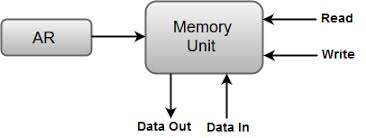 AR
Memory
Unit
Read
Write
Data Out
Data In